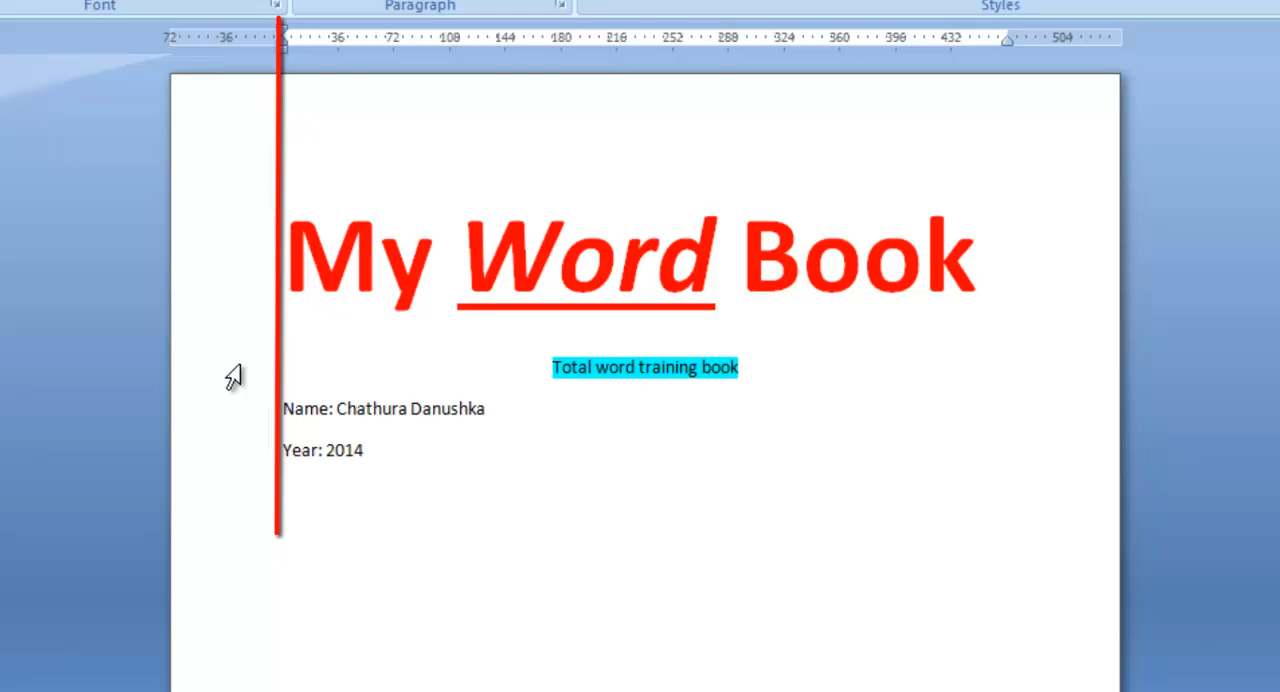 Font Paragraph Styles
72 36 36 72 108 144 180 216 252 288 324 360 396 432 504
My Word Book
Total word training book
Name: Chathura Danushka
Year: 2014